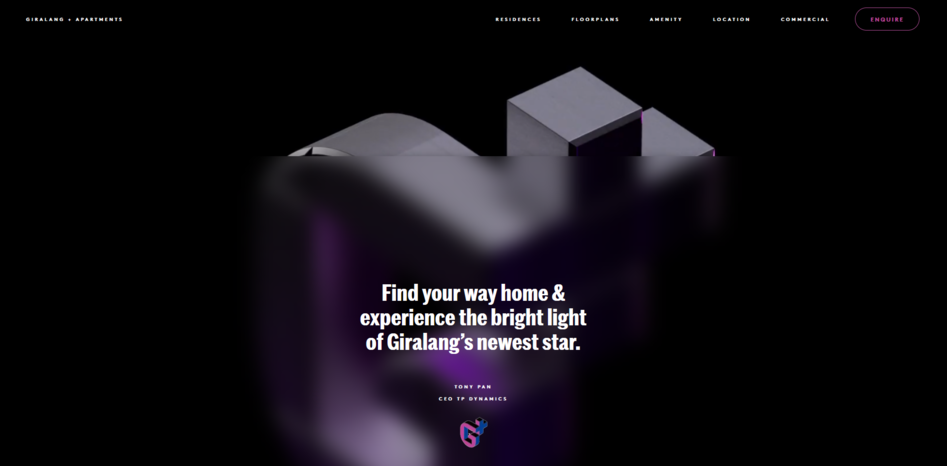 GIRALANG + APARTMENTS
RESIDENCES
FLOORPLANS
AMENITY
LOCATION
COMMERCIAL
ENQUIRE
Find your way home &
experience the bright light
of Giralang’s newest star.
TONY PAN
CEO TP DYNAMICS
G+